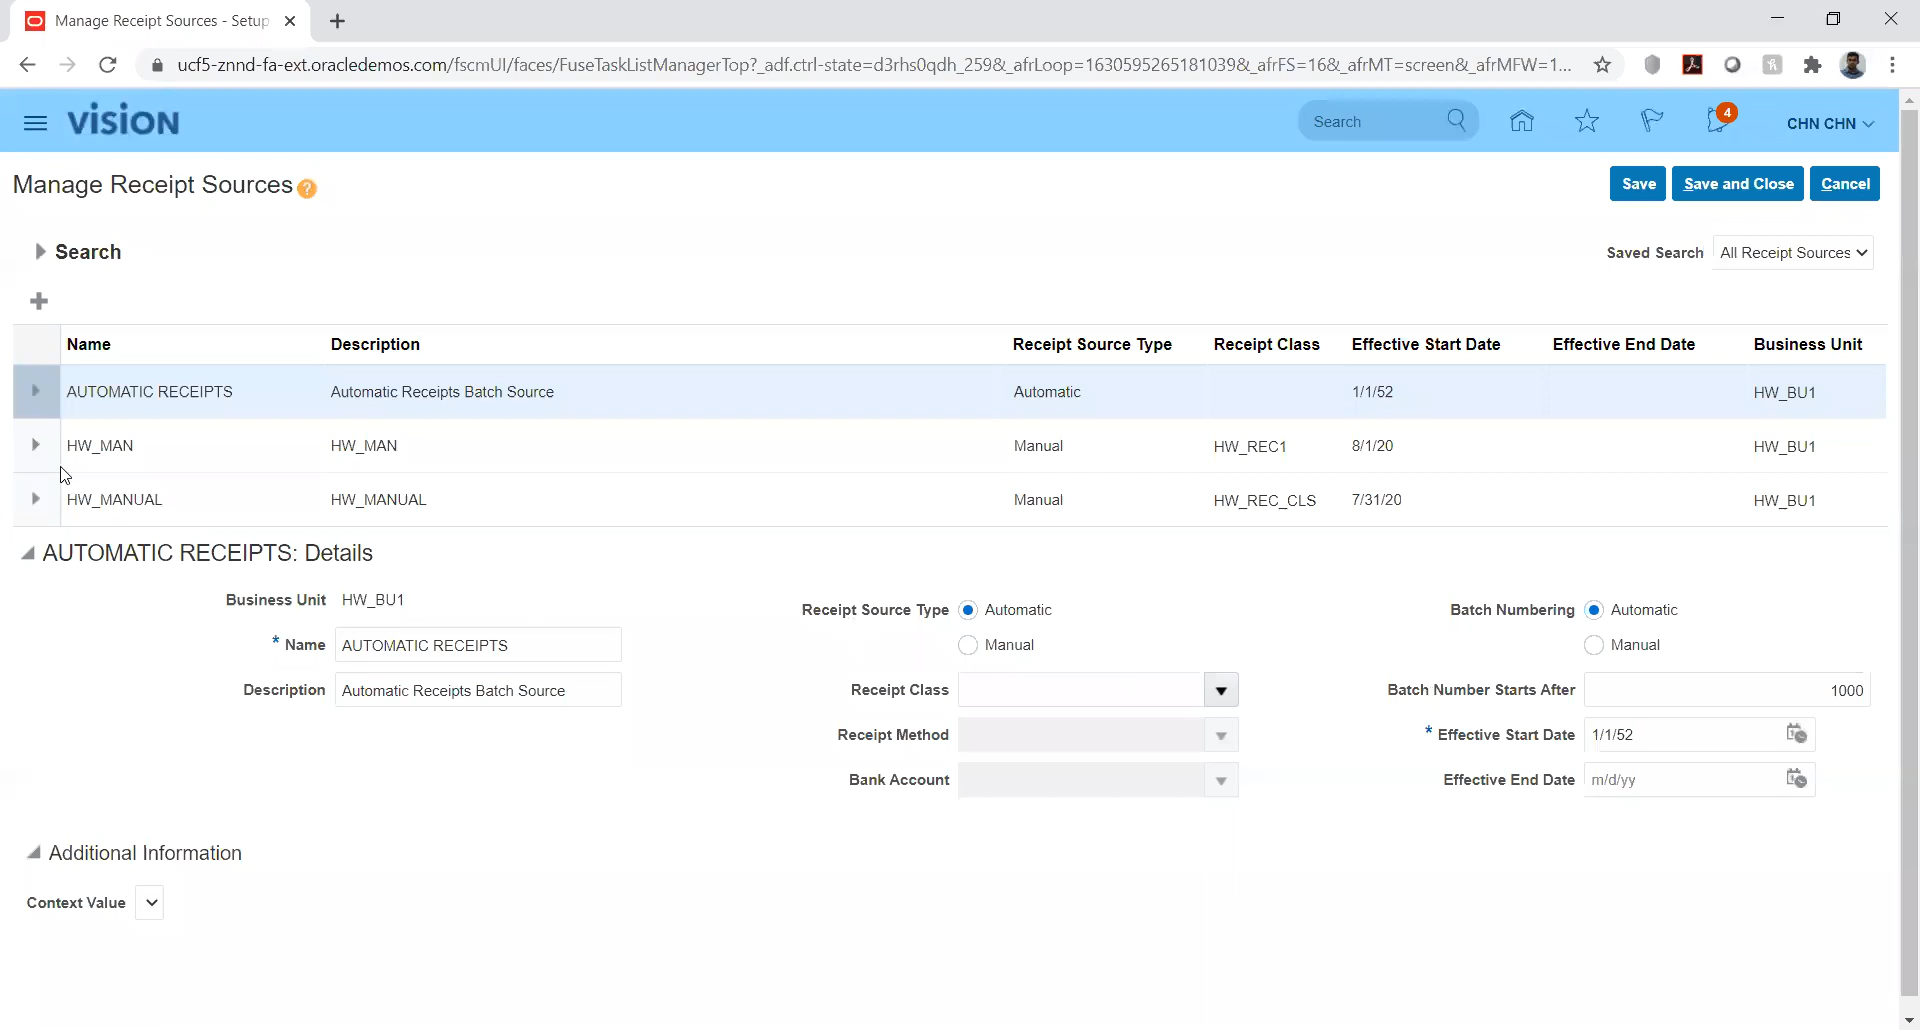 Manage Receipt Sources - Setup
ucf5-znnd-fa-ext.oracledemos.com/fscmUI/faces/FuseTaskListManagerTop?_adf.ctrl-state=d3rhs0qdh_259&_afrLoop=1630595265181039&_afrFS=16&_afrMT=screen&_afrMFW=1...
vision Search 4 CHN CHN
Manage Receipt Sources ? Save Save and Close Cancel
Search Saved Search All Receipt Sources
Name Description Receipt Source Type Receipt Class Effective Start Date Effective End Date Business Unit
AUTOMATIC RECEIPTS Automatic Receipts Batch Source Automatic 1/1/52 HW_BU1
HW_MAN HW_MAN Manual HW_REC1 8/1/20 HW_BU1
HW_MANUAL HW_MANUAL Manual HW_REC_CLS 7/31/20 HW_BU1
AUTOMATIC RECEIPTS: Details
Business Unit HW_BU1 Receipt Source Type Automatic Batch Numbering Automatic
* Name AUTOMATIC RECEIPTS Manual Manual
Description Automatic Receipts Batch Source Receipt Class Batch Number Starts After 1000
Receipt Method * Effective Start Date 1/1/52
Bank Account Effective End Date m/d/yy
Additional Information
Context Value